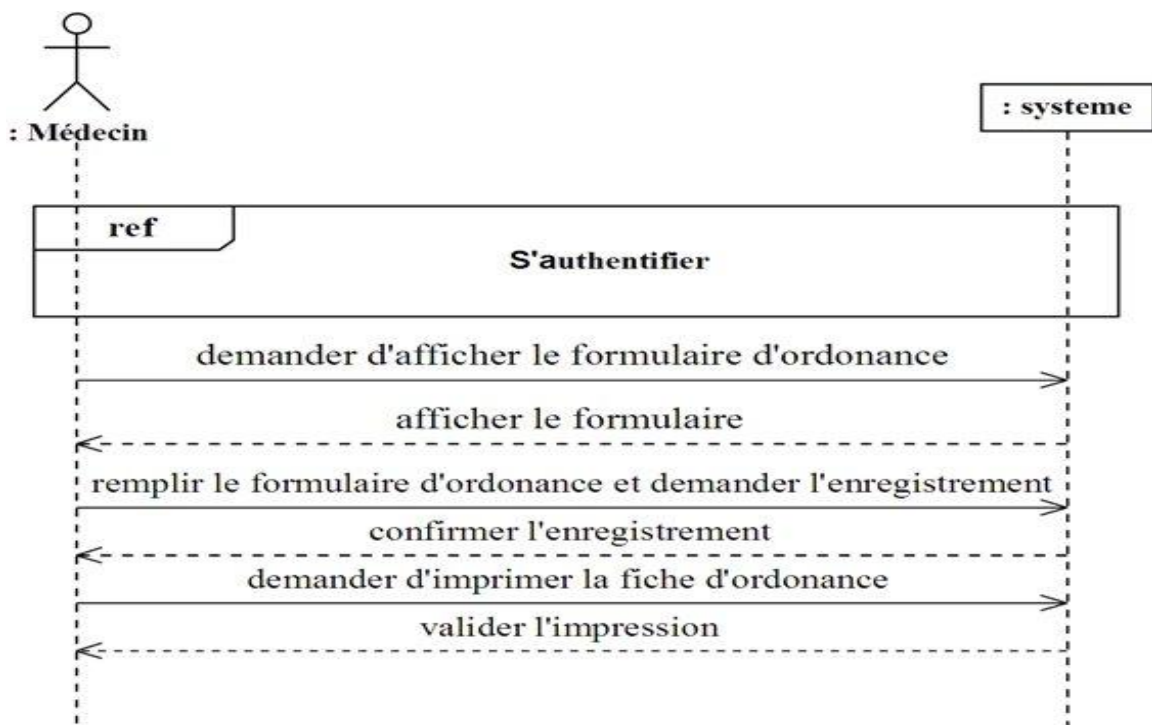 : Médecin
: systeme
ref
S'authentifier
demander d'afficher le formulaire d'ordonance
afficher le formulaire
remplir le formulaire d'ordonance et demander l'enregistrement
confirmer l'enregistrement
demander d'imprimer la fiche d'ordonance
valider l'impression